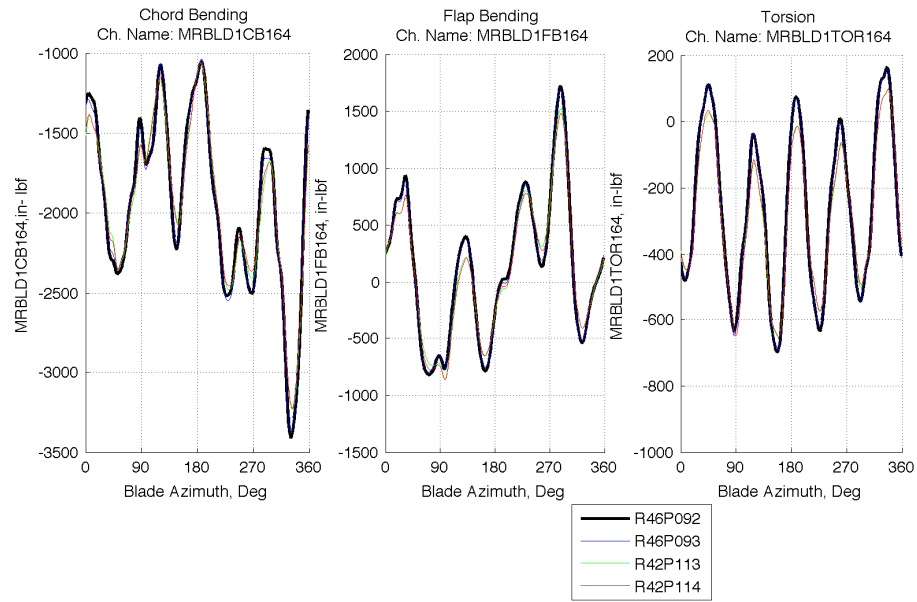 Chord Bending
Ch. Name: MRBLD1CB164
-1000
-1500
-2000
-2500
-3000
-3500
0
90
180
270
360
MRBLD1CB164,in- lbf
Blade Azimuth, Deg
Flap Bending
Ch. Name: MRBLD1FB164
2000
1500
1000
500
0
-500
-1000
-1500
0
90
180
270
360
MRBLD1FB164, in-lbf
Blade Azimuth, Deg
Torsion
Ch. Name: MRBLD1TOR164
200
0
-200
-400
-600
-800
-1000
0
90
180
270
360
MRBLD1TOR164, in-lbf
Blade Azimuth, Deg
R46P092
R46P093
R42P113
R42P114